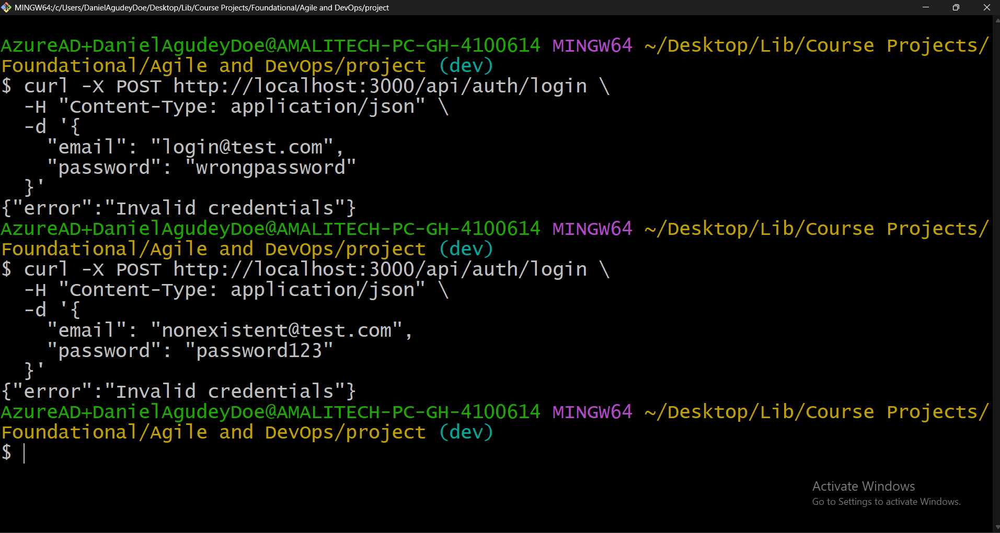 MINGW64:/c/Users/DanielAgudeyDoe/Desktop/Lib/Course Projects/Foundational/Agile and DevOps/project
AzureAD+DanielAgudeyDoe@AMALITECH-PC-GH-4100614 MINGW64 ~/Desktop/Lib/Course Projects/
Foundational/Agile and DevOps/project (dev)
$ curl -X POST http://localhost:3000/api/auth/login \
  -H "Content-Type: application/json" \
  -d '{
    "email": "login@test.com",
    "password": "wrongpassword"
  }'
{"error":"Invalid credentials"}
AzureAD+DanielAgudeyDoe@AMALITECH-PC-GH-4100614 MINGW64 ~/Desktop/Lib/Course Projects/
Foundational/Agile and DevOps/project (dev)
$ curl -X POST http://localhost:3000/api/auth/login \
  -H "Content-Type: application/json" \
  -d '{
    "email": "nonexistent@test.com",
    "password": "password123"
  }'
{"error":"Invalid credentials"}
AzureAD+DanielAgudeyDoe@AMALITECH-PC-GH-4100614 MINGW64 ~/Desktop/Lib/Course Projects/
Foundational/Agile and DevOps/project (dev)
$
Activate Windows
Go to Settings to activate Windows.